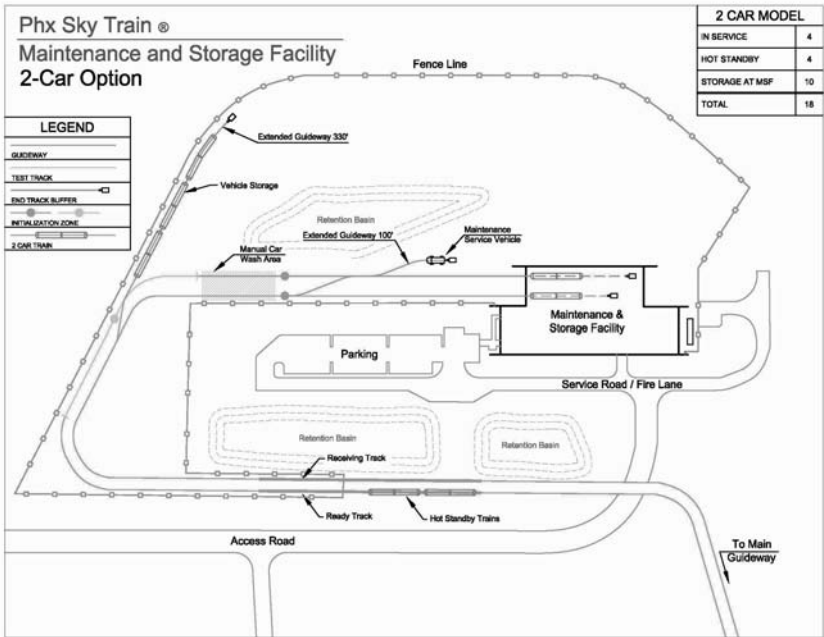 Phx Sky Train ®
Maintenance and Storage Facility
2-Car Option
2 CAR MODEL
IN SERVICE 4
HOT STANDBY 4
STORAGE AT MSF 10
TOTAL 18
Fence Line
LEGEND
GUIDEWAY
TEST TRACK
END TRACK BUFFER
INITIALIZATION ZONE
2 CAR TRAIN
Extended Guideway 330'
Vehicle Storage
Retention Basin
Extended Guideway 100'
Maintenance
Service Vehicle
Manual Car
Wash Area
Maintenance &
Storage Facility
Parking
Service Road / Fire Lane
Retention Basin
Retention Basin
Receiving Track
Ready Track
Hot Standby Trains
Access Road
To Main
Guideway